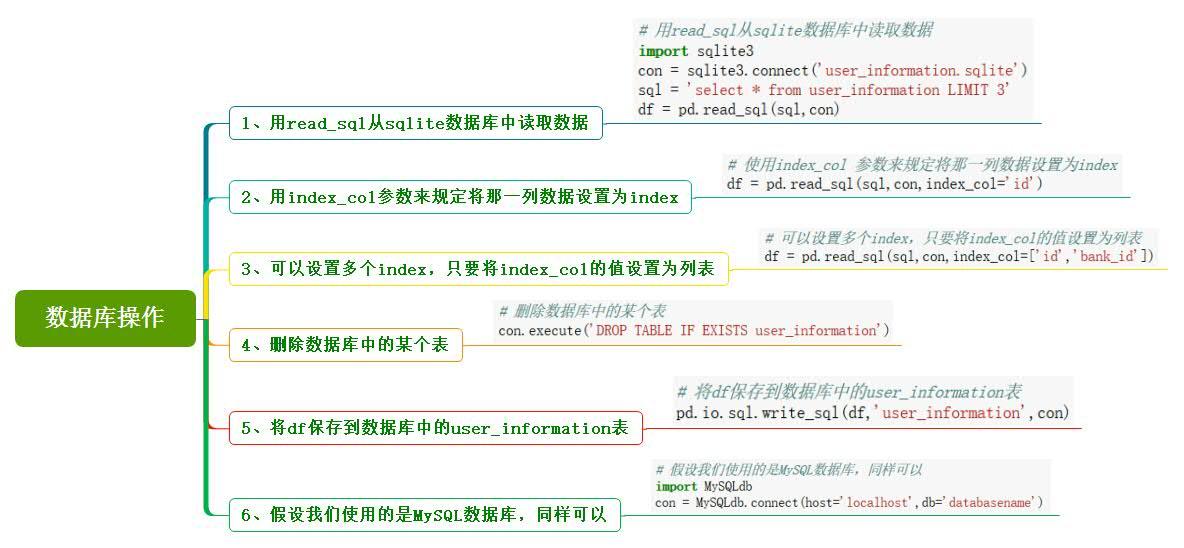 数据库操作
1、用read_sql从sqlite数据库中读取数据
# 用read_sql从sqlite数据库中读取数据
import sqlite3
con = sqlite3.connect('user_information.sqlite')
sql = 'select * from user_information LIMIT 3'
df = pd.read_sql(sql,con)
2、用index_col参数来规定将那一列数据设置为index
# 使用index_col 参数来规定将那一列数据设置为index
df = pd.read_sql(sql,con,index_col='id')
3、可以设置多个index，只要将index_col的值设置为列表
# 可以设置多个index，只要将index_col的值设置为列表
df = pd.read_sql(sql,con,index_col=['id','bank_id'])
4、删除数据库中的某个表
# 删除数据库中的某个表
con.execute('DROP TABLE IF EXISTS user_information')
5、将df保存到数据库中的user_information表
# 将df保存到数据库中的user_information表
pd.io.sql.write_sql(df,'user_information',con)
6、假设我们使用的是MySQL数据库，同样可以
# 假设我们使用的是MySQL数据库，同样可以
import MySQLdb
con = MySQLdb.connect(host='localhost',db='databasename')